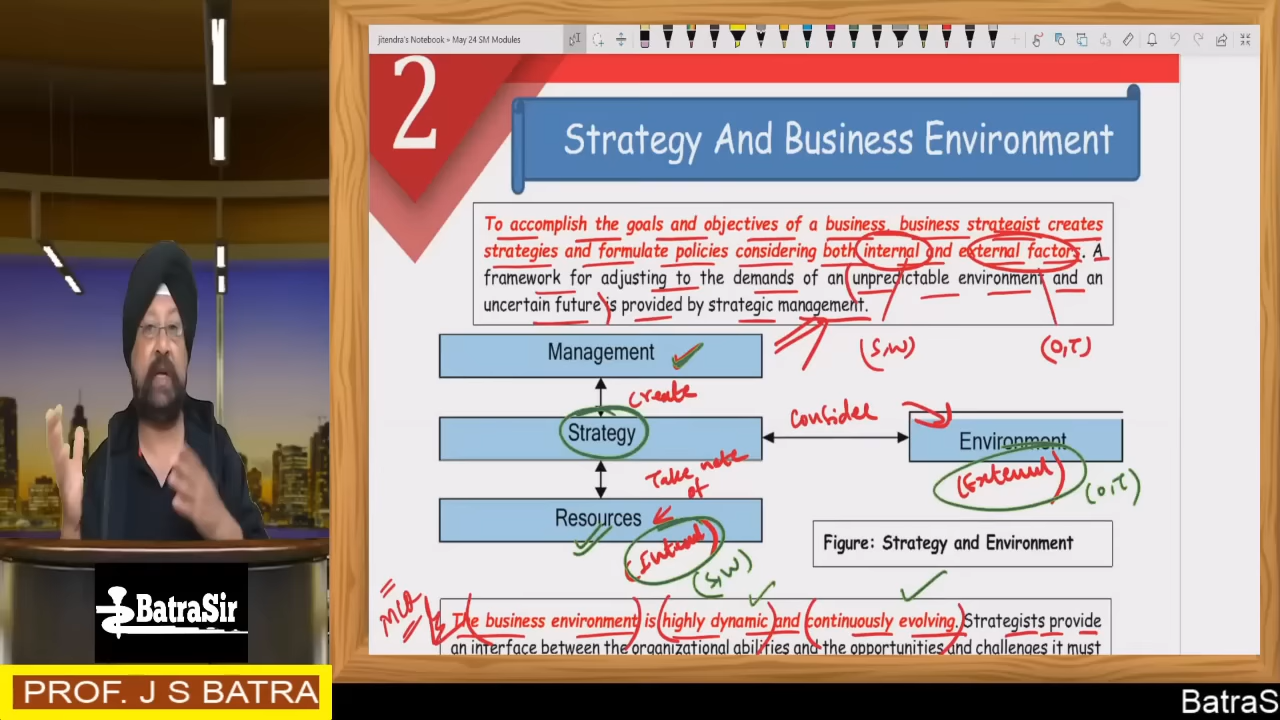 jitendra's Notebook » May 24 SM Modules
2
Strategy And Business Environment
To accomplish the goals and objectives of a business, business strategist creates
strategies and formulate policies considering both internal and external factors. A
framework for adjusting to the demands of an unpredictable environment and an
uncertain future is provided by strategic management.
(S,W)
(O,T)
Management
create
Strategy
consider
Environment
(External)
(O,T)
Take note
of
Resources
(Internal)
(S,W)
Figure: Strategy and Environment
MCQ
The business environment is highly dynamic and continuously evolving. Strategists provide
an interface between the organizational abilities and the opportunities and challenges it must
BatraSir
PROF. J S BATRA
BatraS